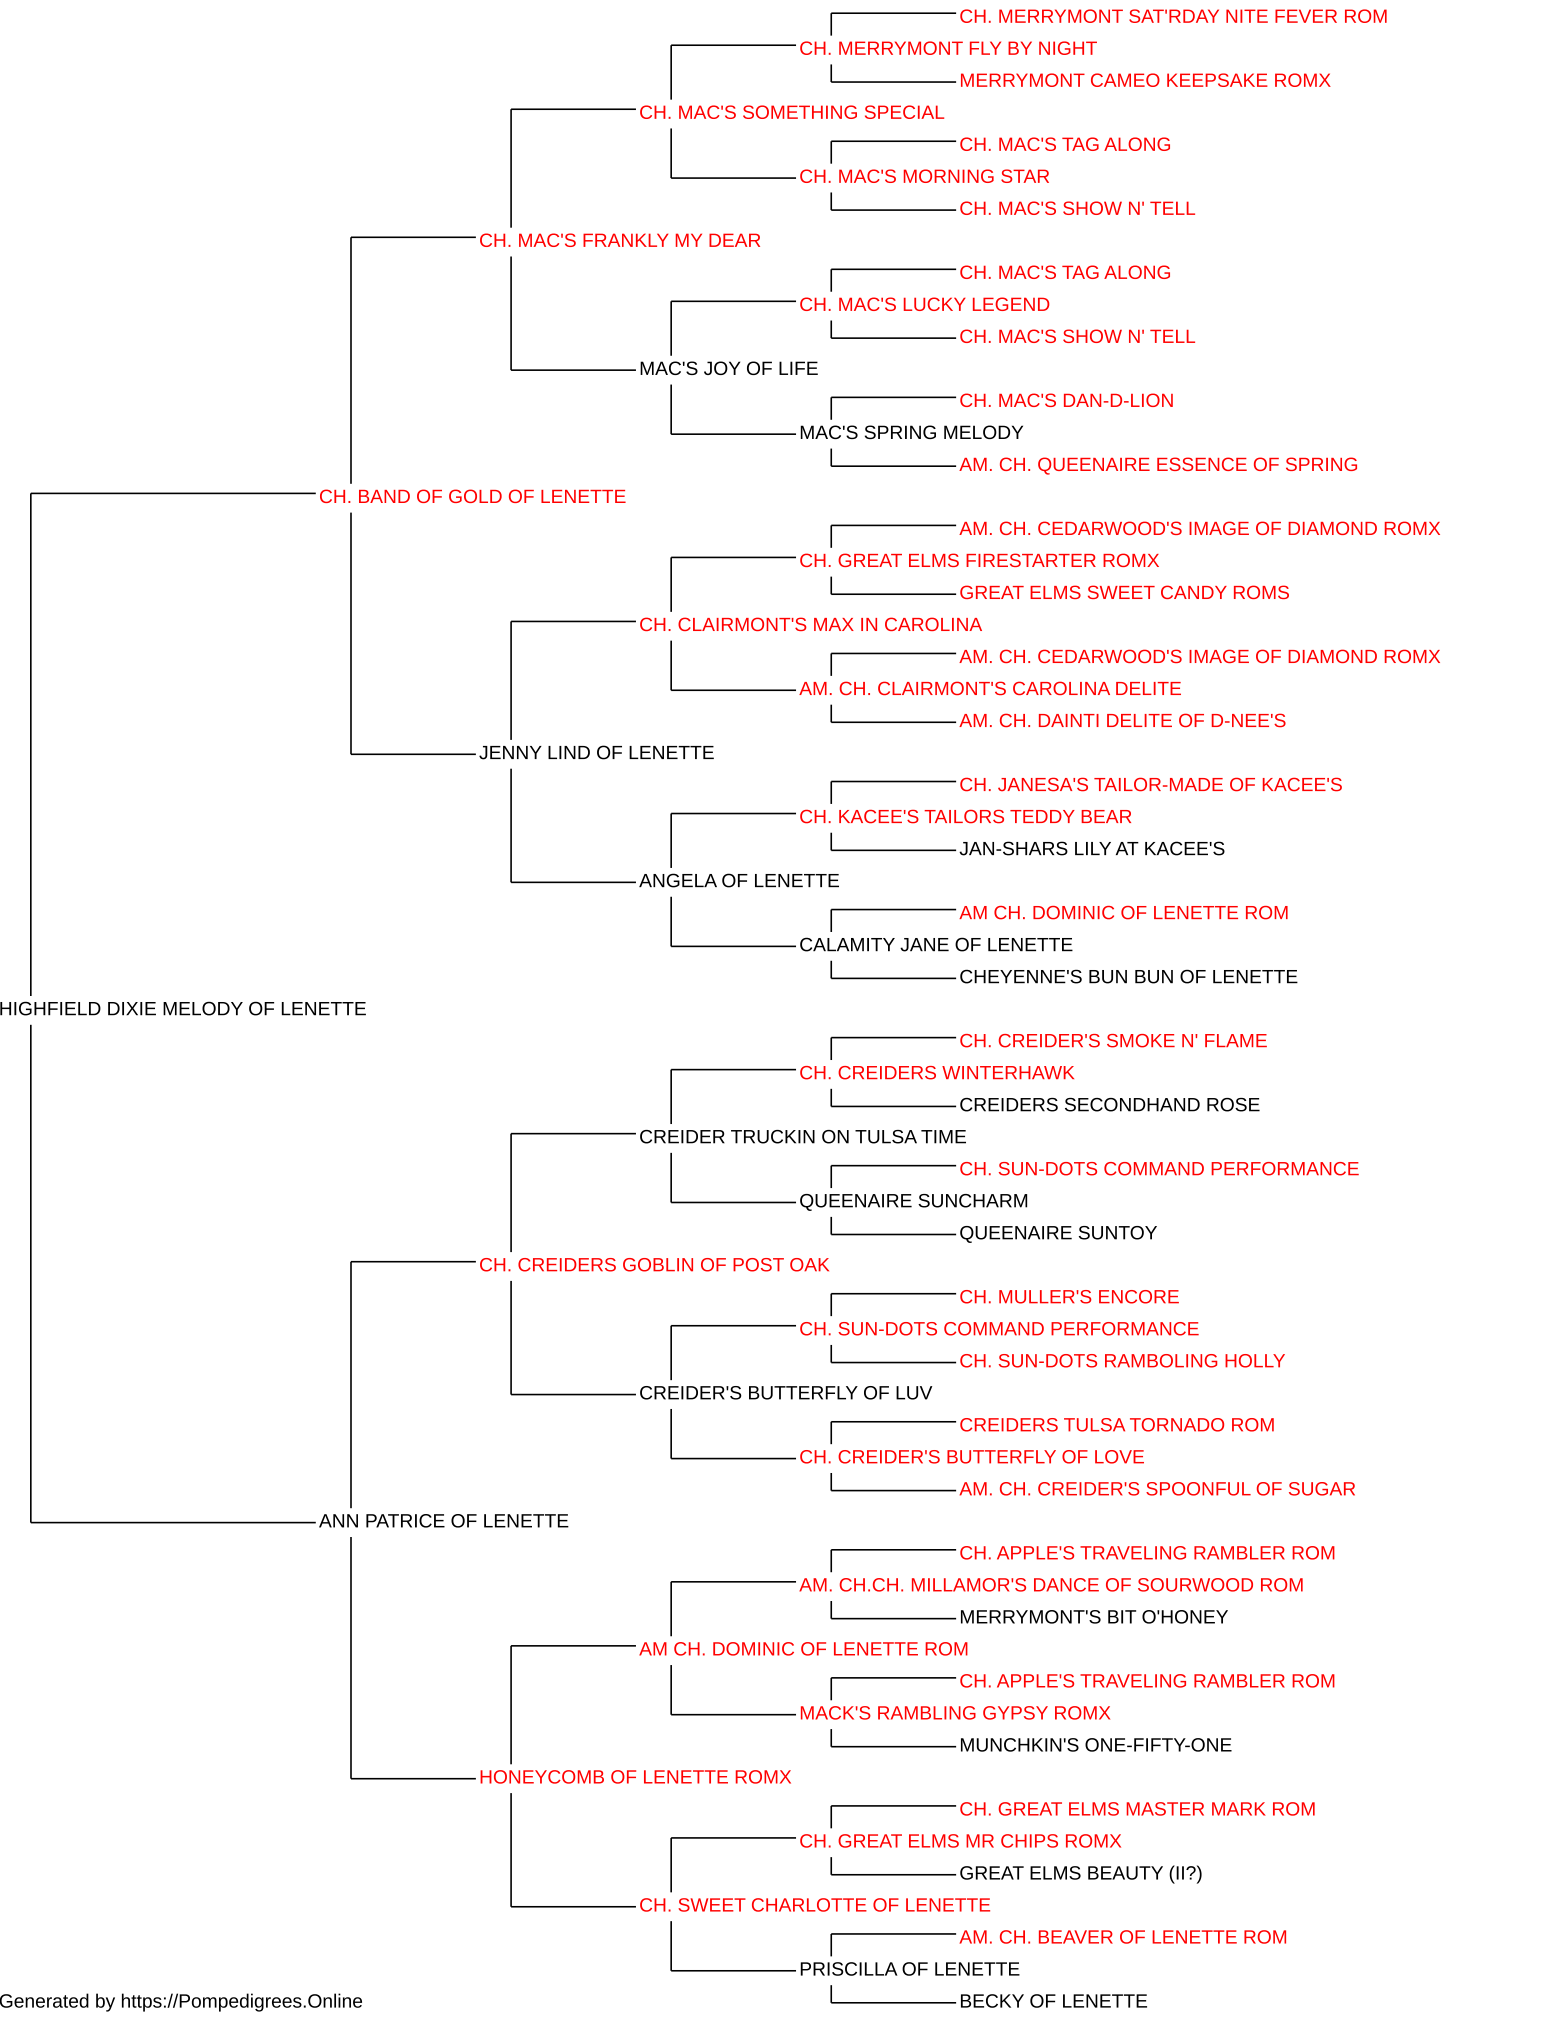 CH. MERRYMONT SAT'RDAY NITE FEVER ROM
CH. MERRYMONT FLY BY NIGHT
MERRYMONT CAMEO KEEPSAKE ROMX
CH. MAC'S SOMETHING SPECIAL
CH. MAC'S TAG ALONG
CH. MAC'S MORNING STAR
CH. MAC'S SHOW N' TELL
CH. MAC'S FRANKLY MY DEAR
CH. MAC'S TAG ALONG
CH. MAC'S LUCKY LEGEND
CH. MAC'S SHOW N' TELL
MAC'S JOY OF LIFE
CH. MAC'S DAN-D-LION
MAC'S SPRING MELODY
AM. CH. QUEENAIRE ESSENCE OF SPRING
CH. BAND OF GOLD OF LENETTE
AM. CH. CEDARWOOD'S IMAGE OF DIAMOND ROMX
CH. GREAT ELMS FIRESTARTER ROMX
GREAT ELMS SWEET CANDY ROMS
CH. CLAIRMONT'S MAX IN CAROLINA
AM. CH. CEDARWOOD'S IMAGE OF DIAMOND ROMX
AM. CH. CLAIRMONT'S CAROLINA DELITE
AM. CH. DAINTI DELITE OF D-NEE'S
JENNY LIND OF LENETTE
CH. JANESA'S TAILOR-MADE OF KACEE'S
CH. KACEE'S TAILORS TEDDY BEAR
JAN-SHARS LILY AT KACEE'S
ANGELA OF LENETTE
AM CH. DOMINIC OF LENETTE ROM
CALAMITY JANE OF LENETTE
CHEYENNE'S BUN BUN OF LENETTE
HIGHFIELD DIXIE MELODY OF LENETTE
CH. CREIDER'S SMOKE N' FLAME
CH. CREIDERS WINTERHAWK
CREIDERS SECONDHAND ROSE
CREIDER TRUCKIN ON TULSA TIME
CH. SUN-DOTS COMMAND PERFORMANCE
QUEENAIRE SUNCHARM
QUEENAIRE SUNTOY
CH. CREIDERS GOBLIN OF POST OAK
CH. MULLER'S ENCORE
CH. SUN-DOTS COMMAND PERFORMANCE
CH. SUN-DOTS RAMBOLING HOLLY
CREIDER'S BUTTERFLY OF LUV
CREIDERS TULSA TORNADO ROM
CH. CREIDER'S BUTTERFLY OF LOVE
AM. CH. CREIDER'S SPOONFUL OF SUGAR
ANN PATRICE OF LENETTE
CH. APPLE'S TRAVELING RAMBLER ROM
AM. CH.CH. MILLAMOR'S DANCE OF SOURWOOD ROM
MERRYMONT'S BIT O'HONEY
AM CH. DOMINIC OF LENETTE ROM
CH. APPLE'S TRAVELING RAMBLER ROM
MACK'S RAMBLING GYPSY ROMX
MUNCHKIN'S ONE-FIFTY-ONE
HONEYCOMB OF LENETTE ROMX
CH. GREAT ELMS MASTER MARK ROM
CH. GREAT ELMS MR CHIPS ROMX
GREAT ELMS BEAUTY (II?)
CH. SWEET CHARLOTTE OF LENETTE
AM. CH. BEAVER OF LENETTE ROM
PRISCILLA OF LENETTE
BECKY OF LENETTE
Generated by https://Pompedigrees.Online